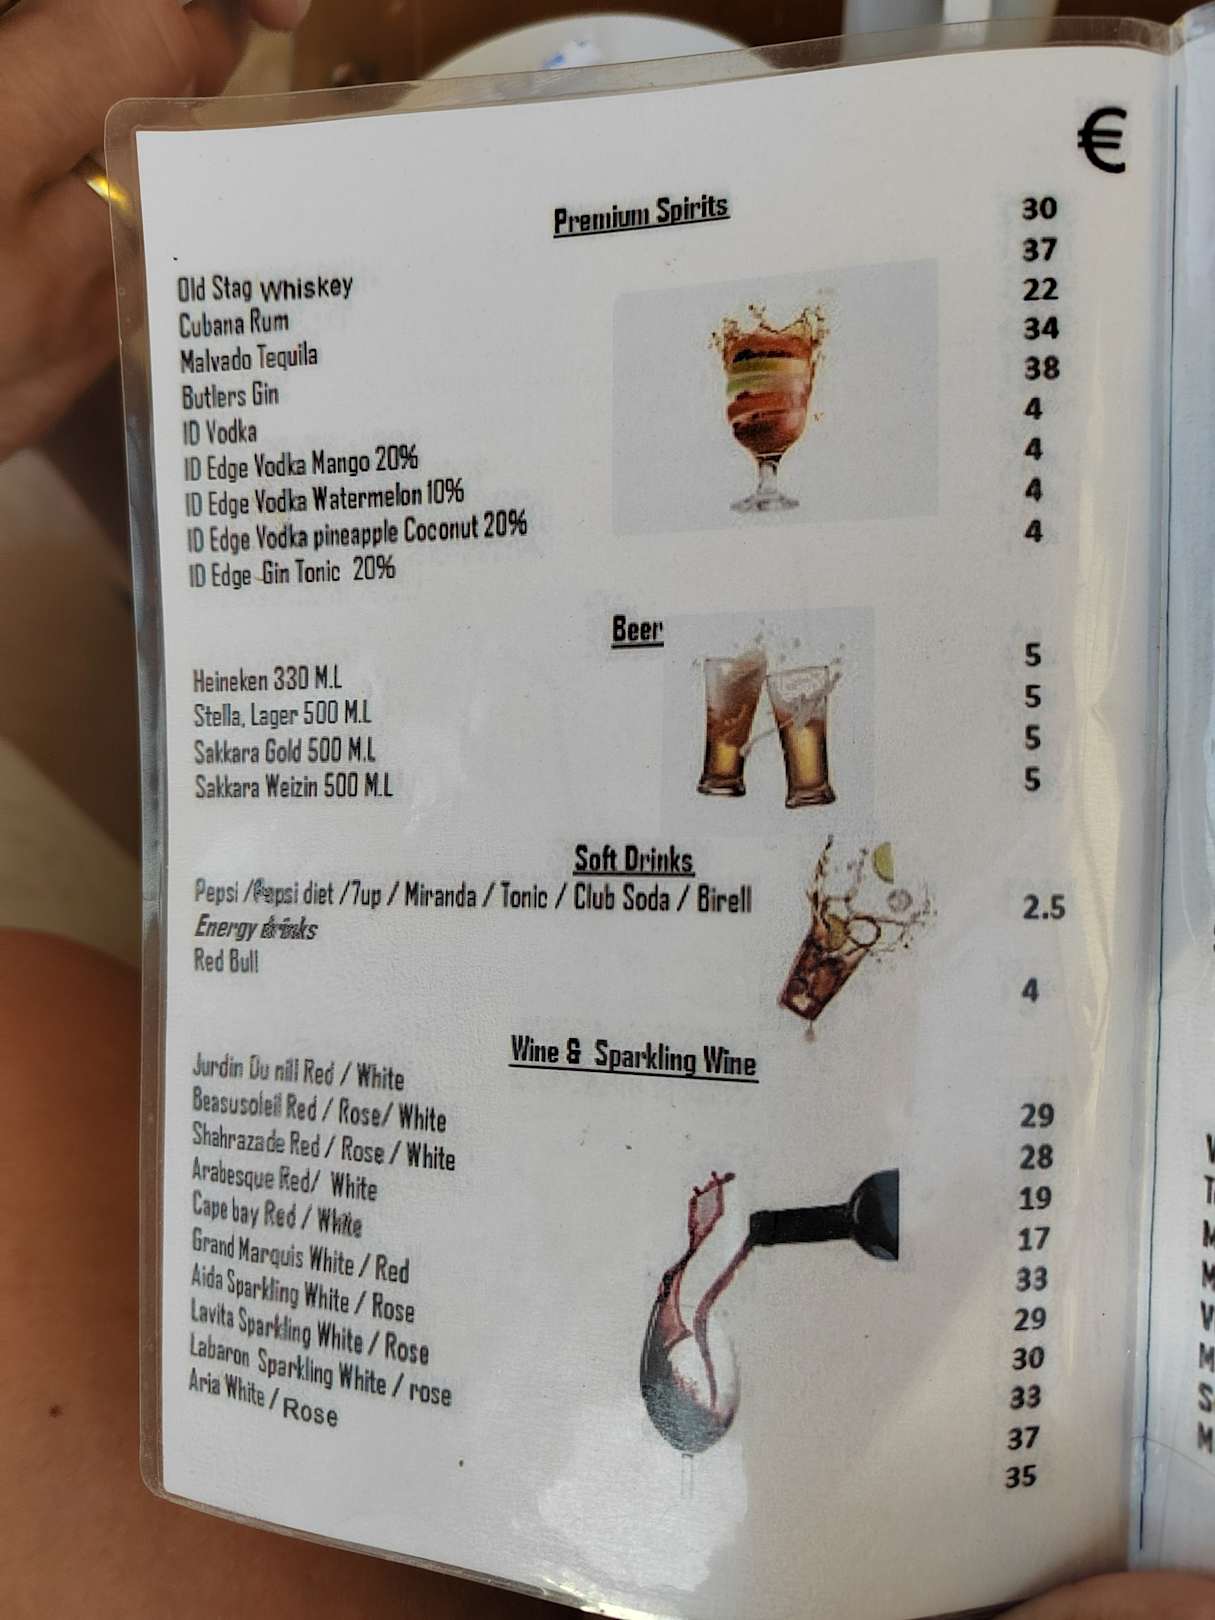 €
Premium Spirits
Old Stag Whiskey 30
Cubana Rum 37
Malvado Tequila 22
Butlers Gin 34
ID Vodka 38
ID Edge Vodka Mango 20% 4
ID Edge Vodka Watermelon 10% 4
ID Edge Vodka pineapple Coconut 20% 4
ID Edge Gin Tonic 20% 4
Beer
Heineken 330 M.L 5
Stella, Lager 500 M.L 5
Sakkara Gold 500 M.L 5
Sakkara Weizin 500 M.L 5
Soft Drinks
Pepsi /Pepsi diet /7up / Miranda / Tonic / Club Soda / Birell 2.5
Energy drinks
Red Bull 4
Wine & Sparkling Wine
Jurdin Du nill Red / White 29
Beasusoleil Red / Rose/ White 28
Shahrazade Red / Rose / White 19
Arabesque Red/ White 17
Cape bay Red / White 33
Grand Marquis White / Red 29
Aida Sparkling White / Rose 30
Lavita Sparkling White / Rose 33
Labaron Sparkling White / rose 37
Aria White / Rose 35